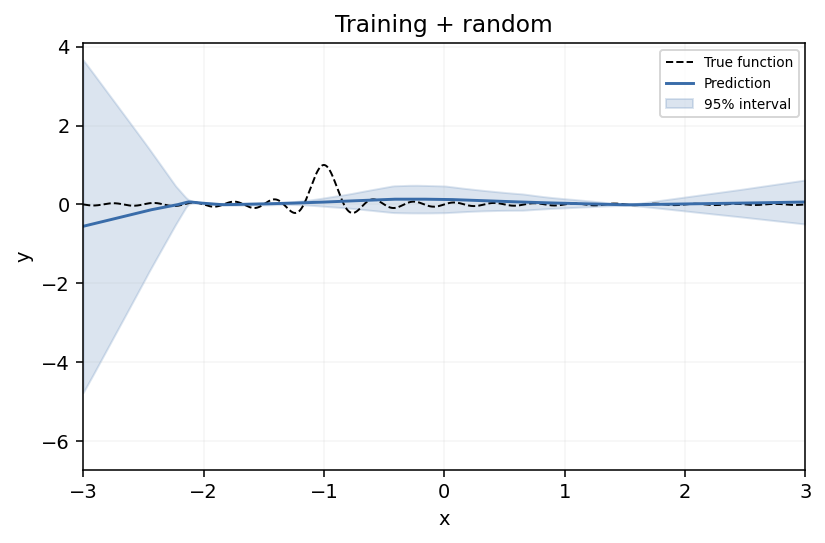 Training + random
True function
Prediction
95% interval
4
2
0
−2
−4
−6
y
−3
−2
−1
0
1
2
3
x